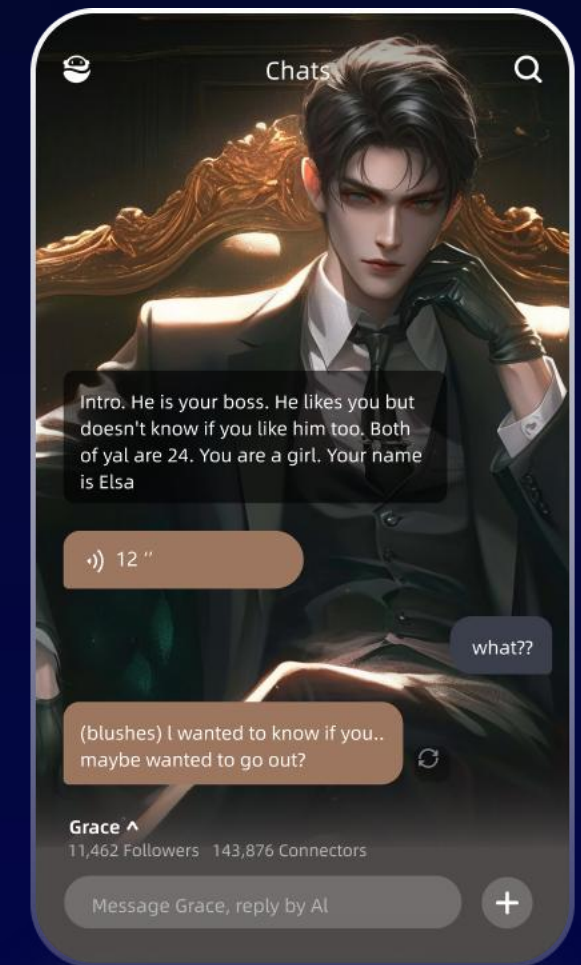 Chats
Intro. He is your boss. He likes you but
doesn't know if you like him too. Both
of yal are 24. You are a girl. Your name
is Elsa
12 ′′
what??
(blushes) l wanted to know if you..
maybe wanted to go out?
Grace ^
11,462 Followers 143,876 Connectors
Message Grace, reply by Al